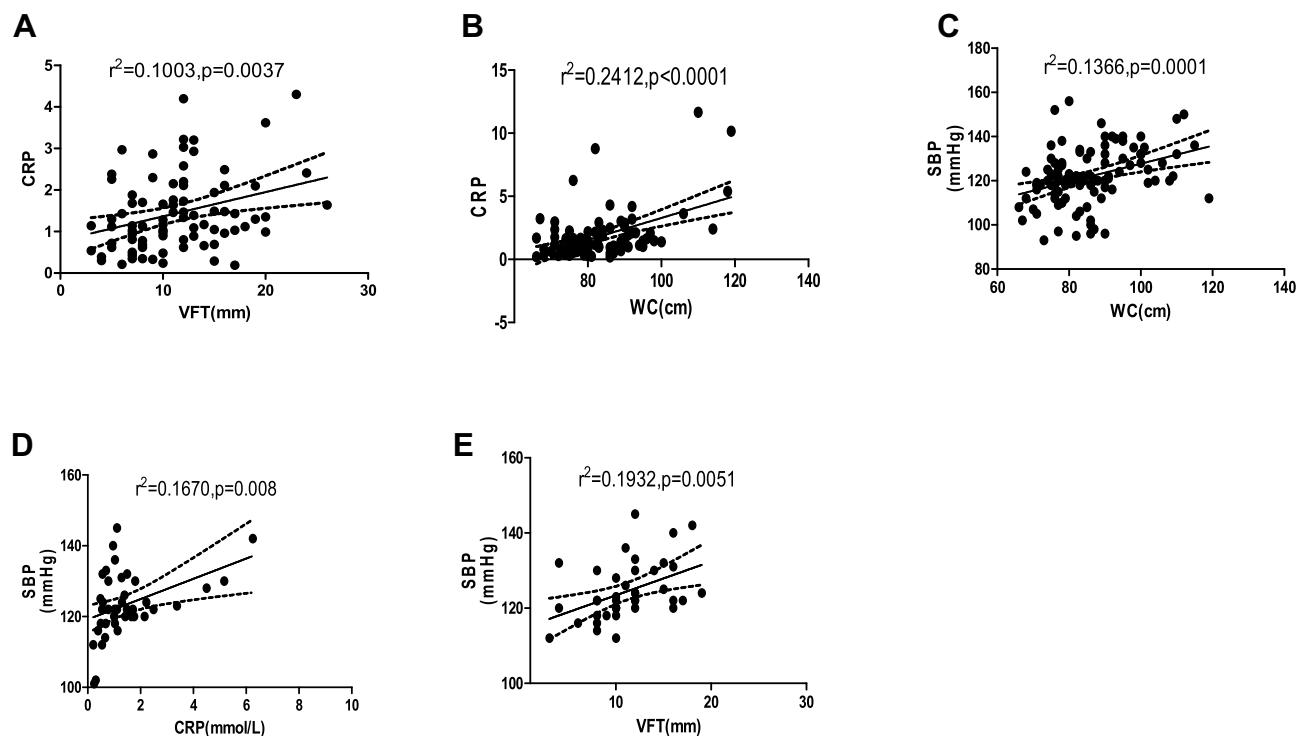 A
r²=0.1003,p=0.0037
5
4
3
2
1
0
CRP
0 10 20 30
VFT(mm)
B
r²=0.2412,p<0.0001
15
10
5
0
-5
CRP
80 100 120 140
WC(cm)
C
r²=0.1366,p=0.0001
180
160
140
120
100
80
SBP
(mmHg)
60 80 100 120 140
WC(cm)
D
r²=0.1670,p=0.008
160
140
120
100
SBP
(mmHg)
0 2 4 6 8 10
CRP(mmol/L)
E
r²=0.1932,p=0.0051
160
140
120
100
SBP
(mmHg)
10 20 30
VFT(mm)